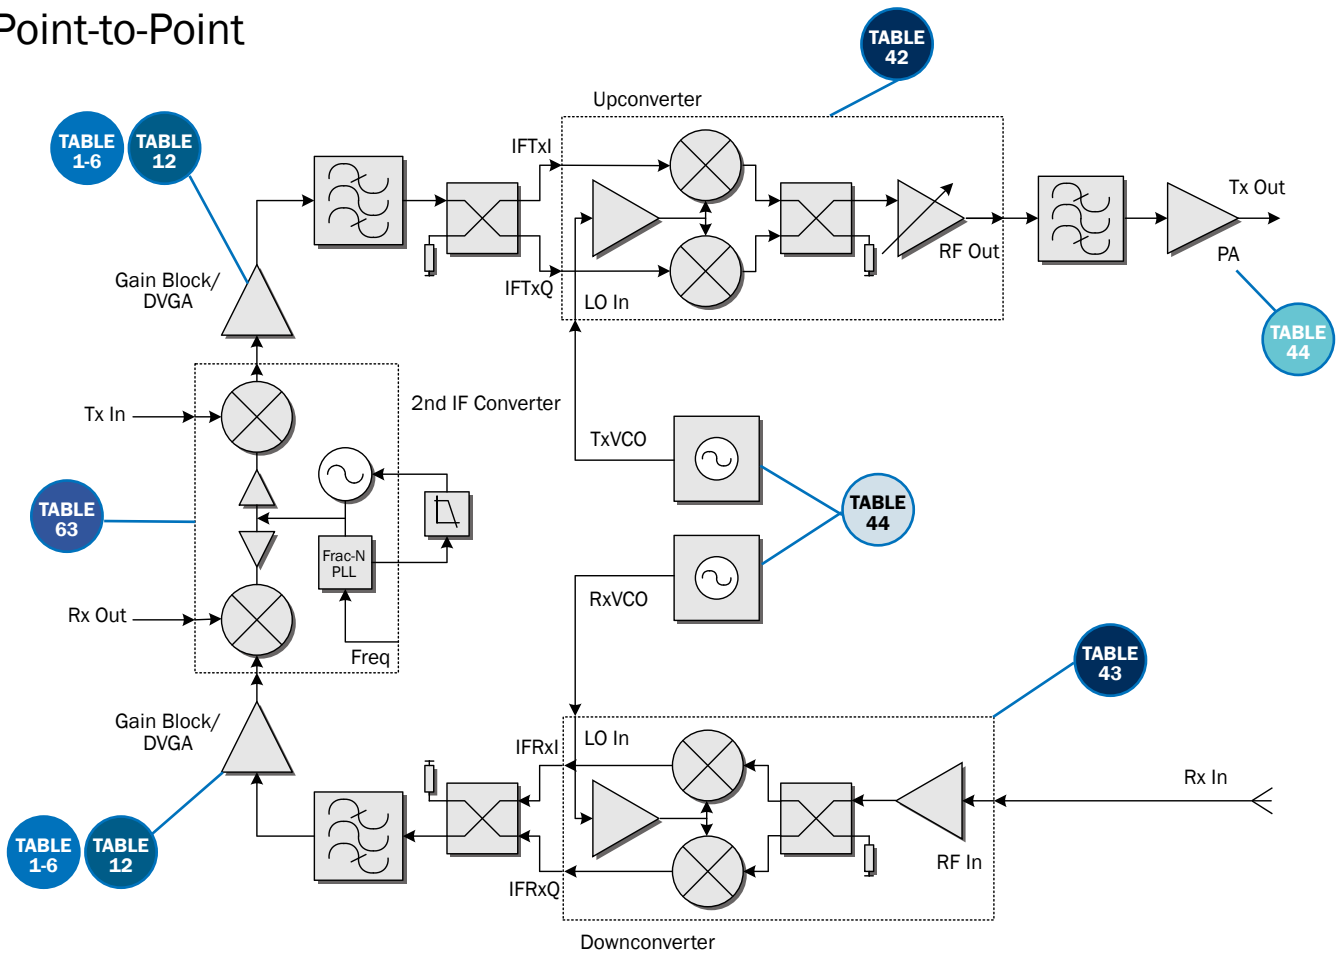 Point-to-Point
TABLE
42
Upconverter
TABLE
1-6
TABLE
12
IFTxI
Tx Out
RF Out
PA
Gain Block/
DVGA
IFTxQ
LO In
TABLE
44
Tx In
2nd IF Converter
TxVCO
TABLE
63
TABLE
44
Frac-N
PLL
RxVCO
Rx Out
Freq
TABLE
43
Gain Block/
DVGA
IFRxI
LO In
Rx In
TABLE
1-6
TABLE
12
RF In
IFRxQ
Downconverter